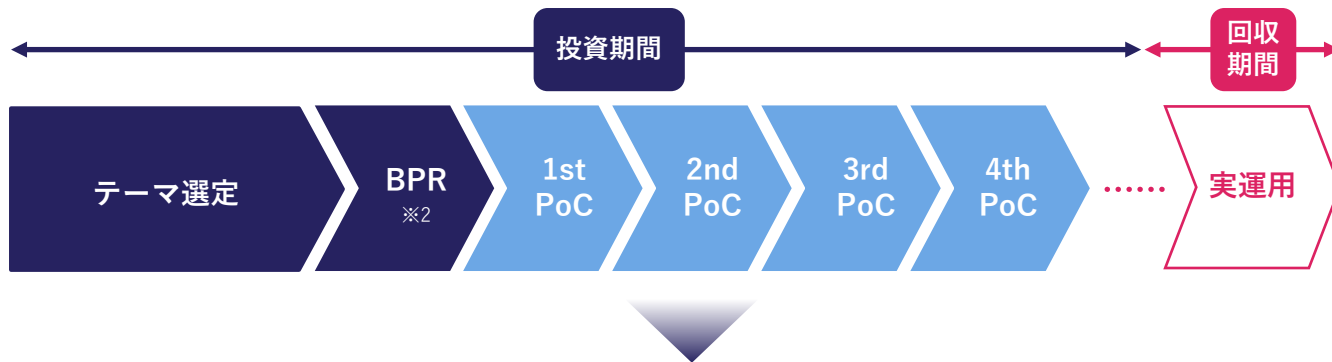 投資期間
回収
期間
テーマ選定
BPR
※2
1st
PoC
2nd
PoC
3rd
PoC
4th
PoC
……
実運用